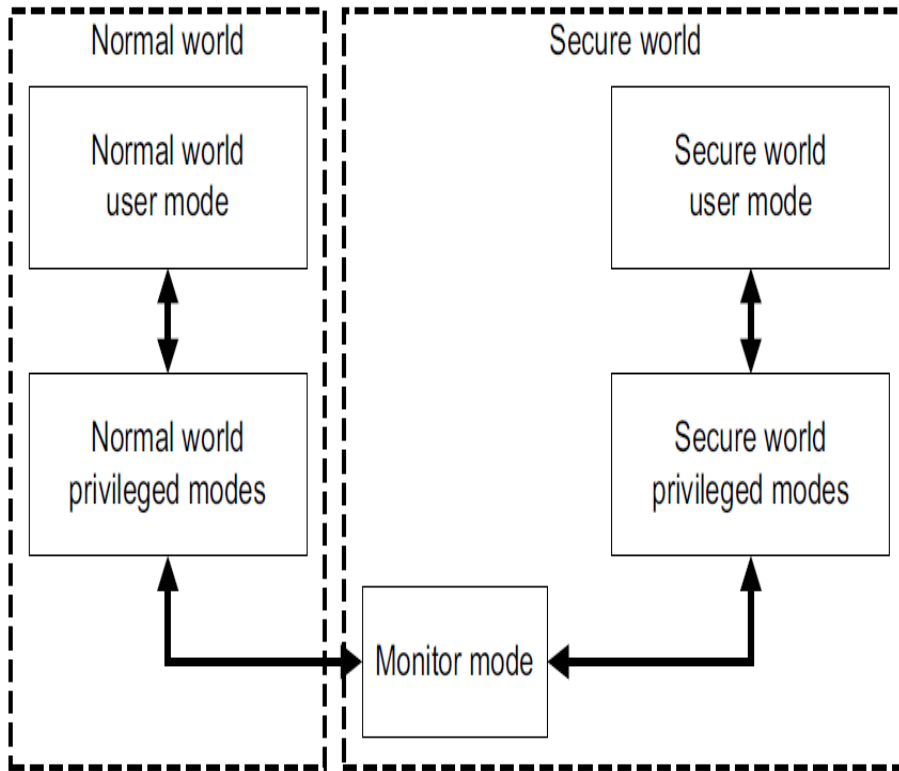 Normal world
Secure world
Normal world
user mode
Secure world
user mode
Normal world
privileged modes
Secure world
privileged modes
Monitor mode